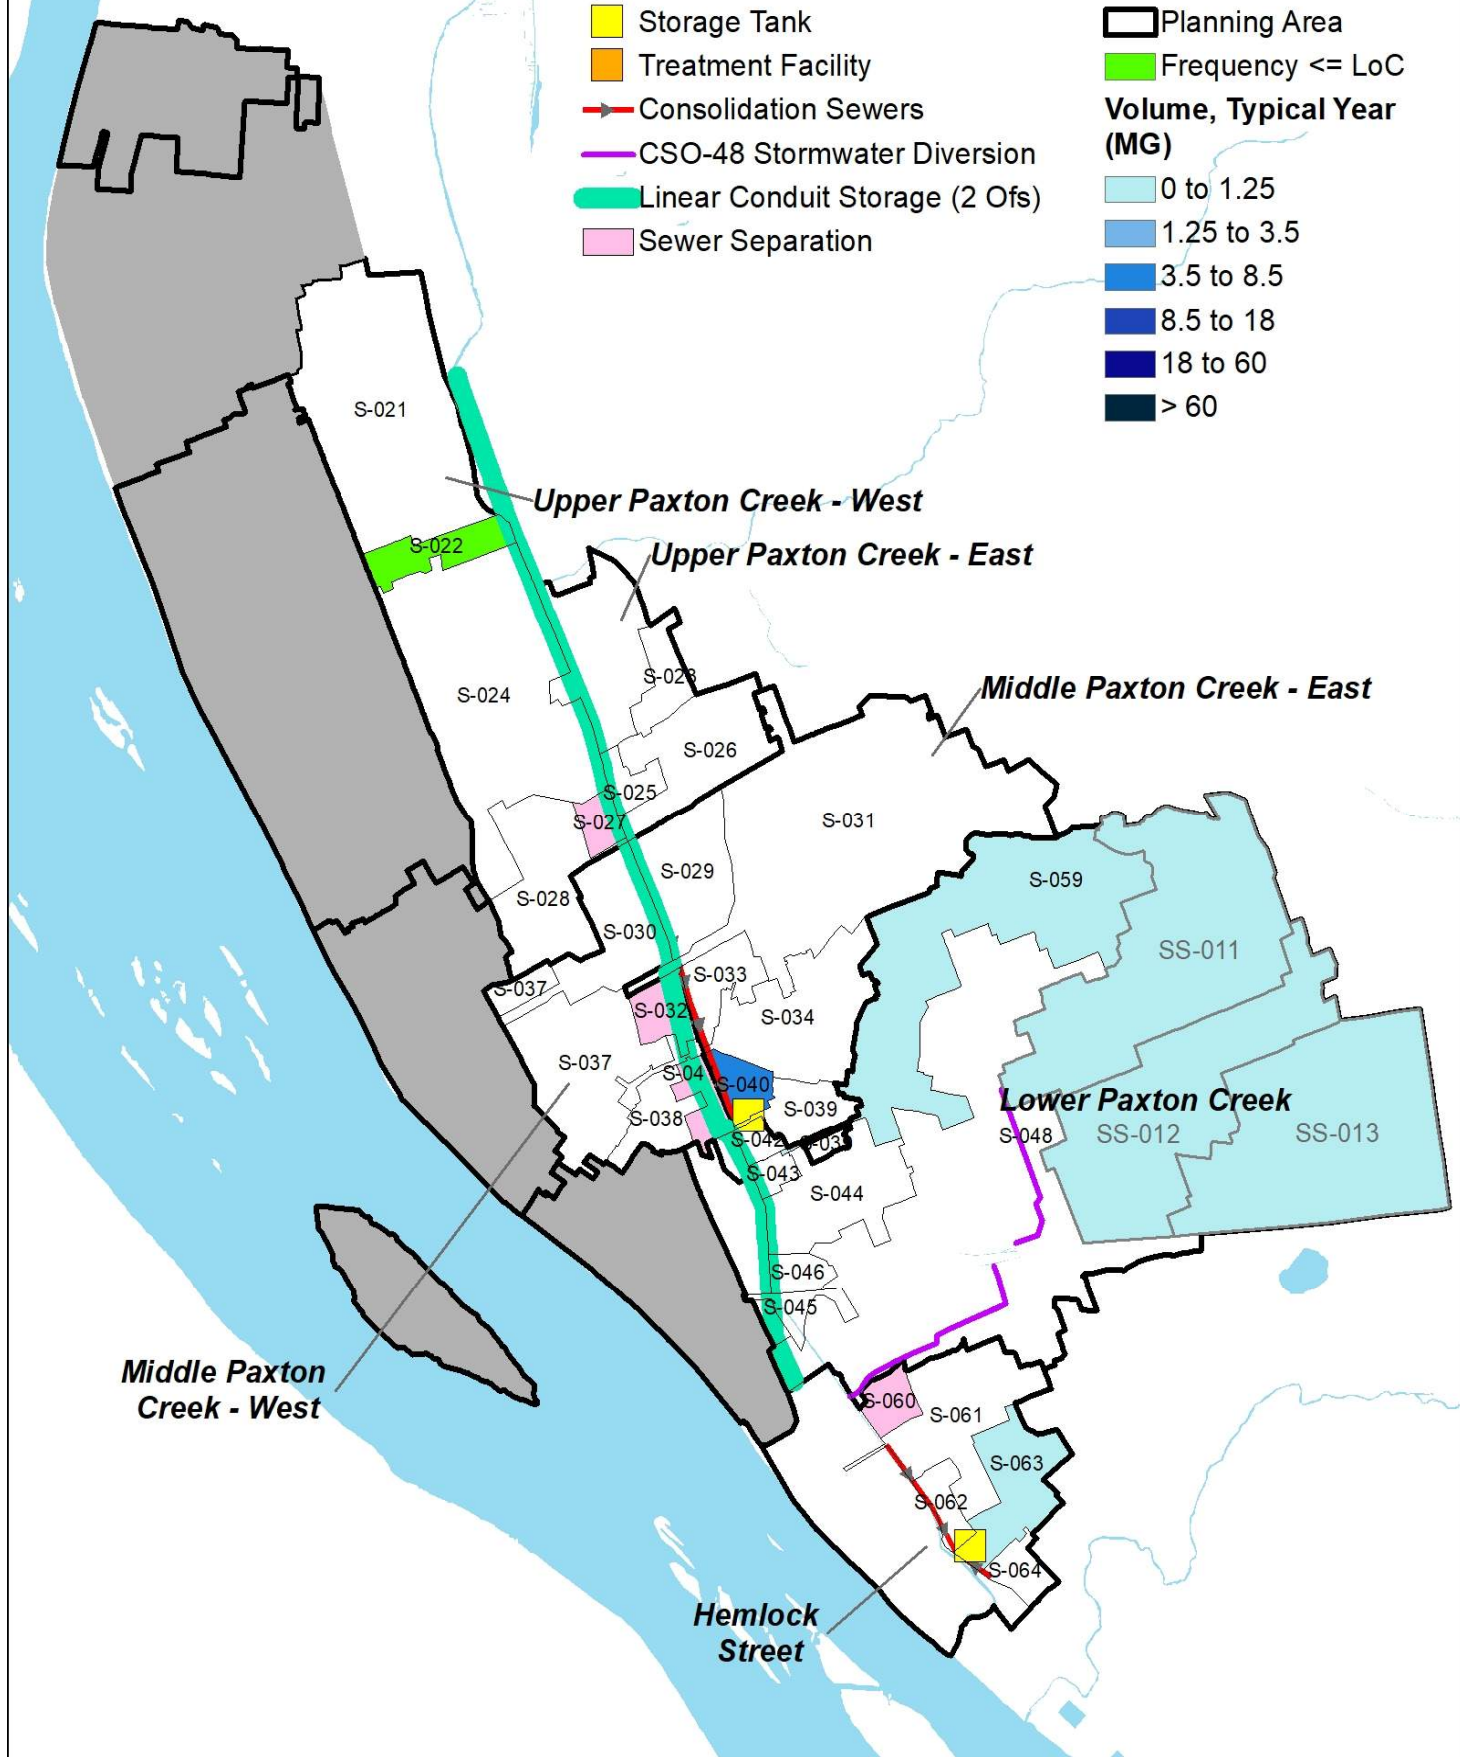 Storage Tank
Treatment Facility
Consolidation Sewers
CSO-48 Stormwater Diversion
Linear Conduit Storage (2 Ofs)
Sewer Separation
Planning Area
Frequency <= LoC
Volume, Typical Year
(MG)
0 to 1.25
1.25 to 3.5
3.5 to 8.5
8.5 to 18
18 to 60
> 60
S-021
Upper Paxton Creek - West
S-022
Upper Paxton Creek - East
S-023
S-024
Middle Paxton Creek - East
S-026
S-025
S-027
S-031
S-029
S-059
S-028
S-030
SS-011
S-033
S-037
S-032
S-034
S-037
S-04
S-040
S-039
Lower Paxton Creek
S-038
S-042
S-048
SS-012
SS-013
S-043
S-044
S-046
S-045
Middle Paxton
Creek - West
S-060
S-061
S-063
S-062
S-064
Hemlock
Street